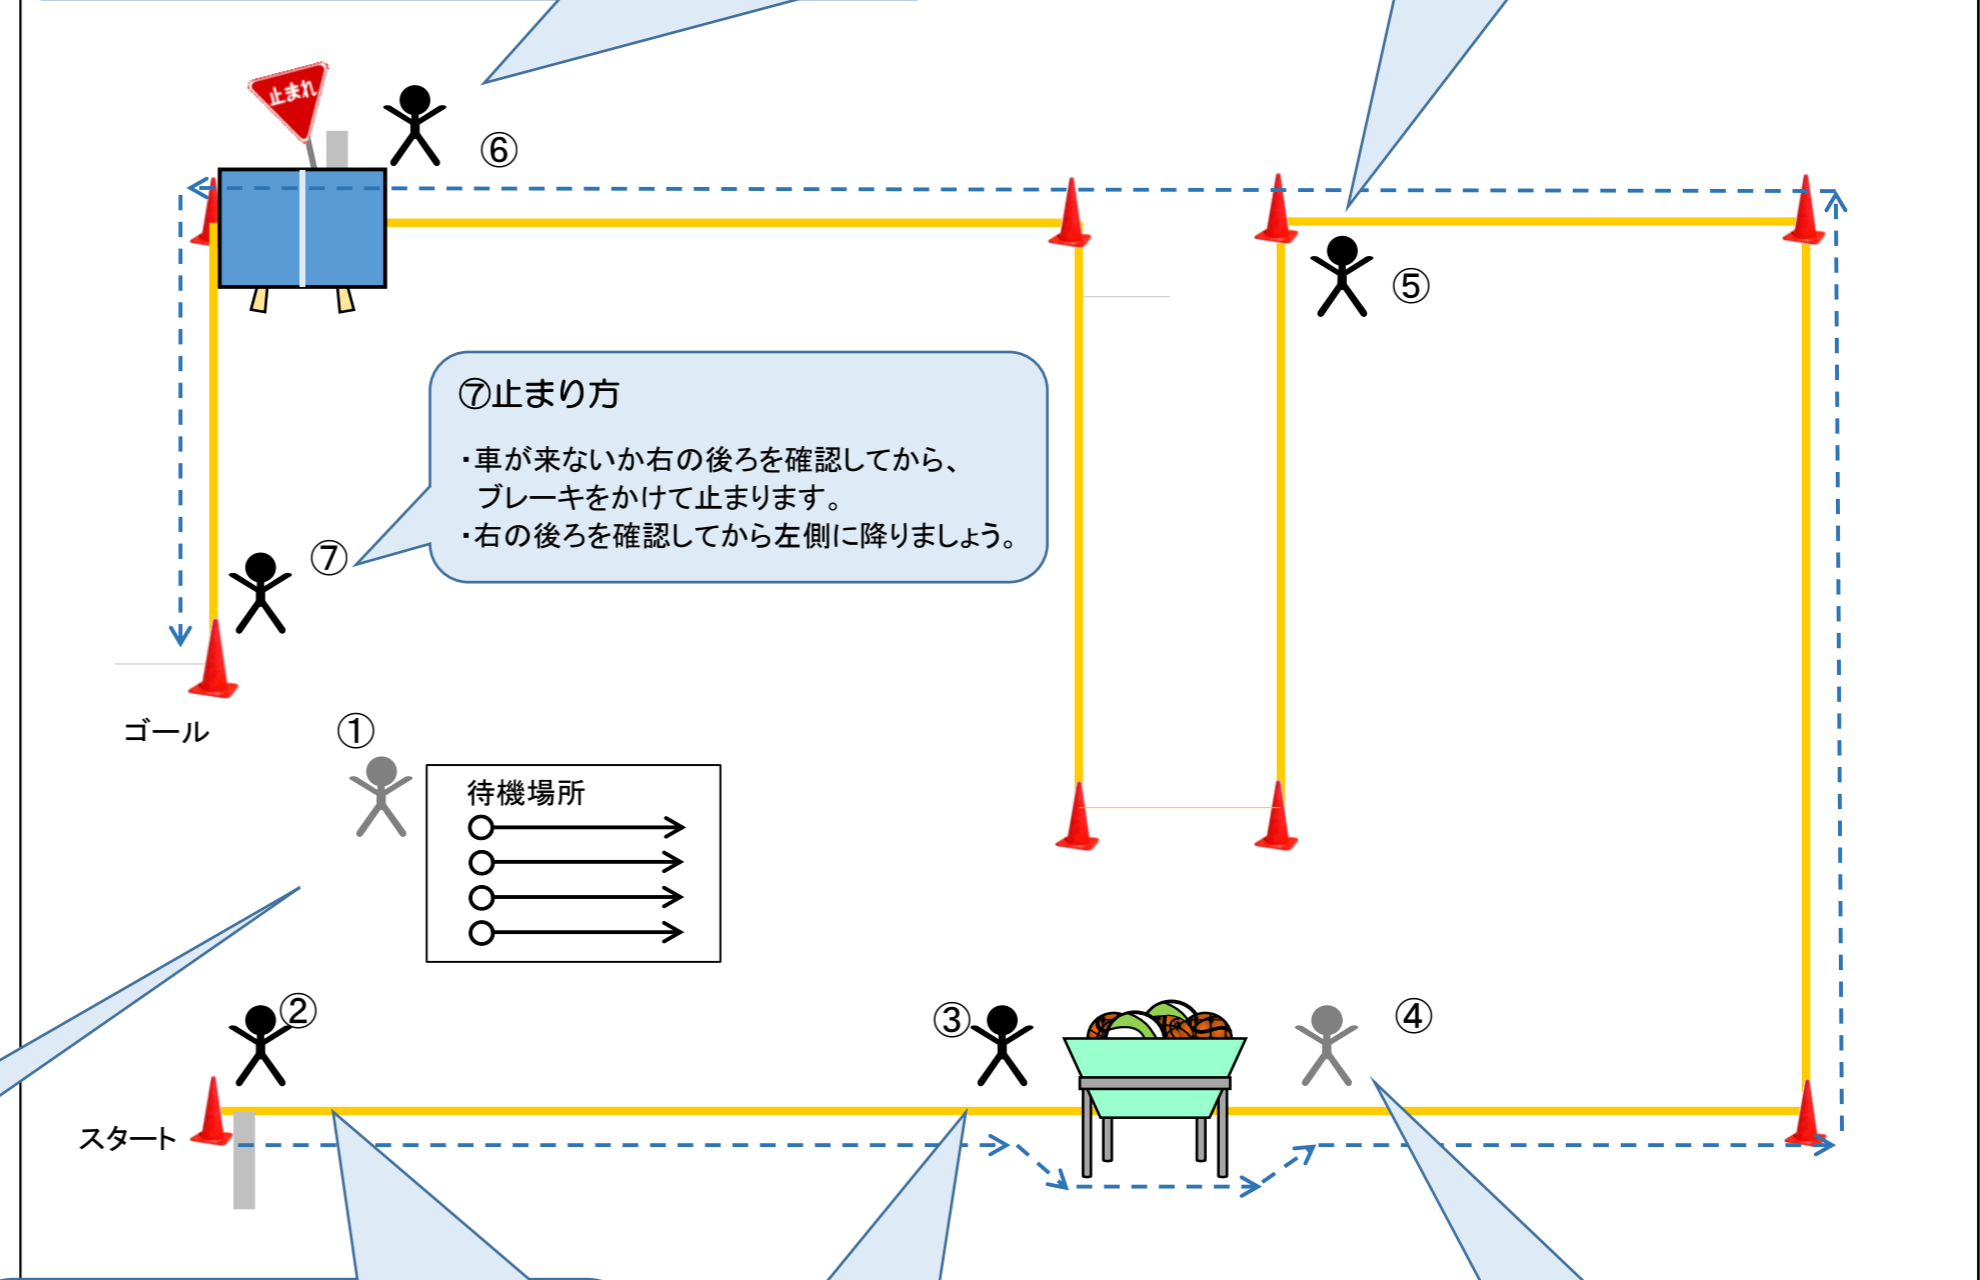 止まれ
⑥
⑤
⑦止まり方
・車が来ないか右の後ろを確認してから、
ブレーキをかけて止まります。
・右の後ろを確認してから左側に降りましょう。
⑦
ゴール
①
待機場所
②
③
④
スタート